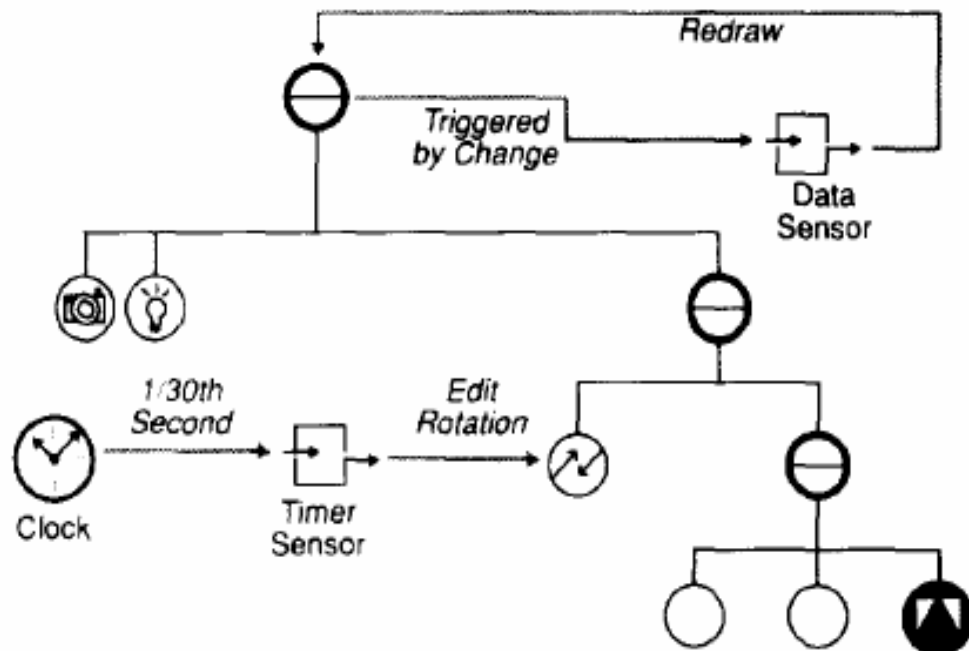 Redraw
Triggered
by Change
Data
Sensor
1/30th
Second
Edit
Rotation
Clock
Timer
Sensor